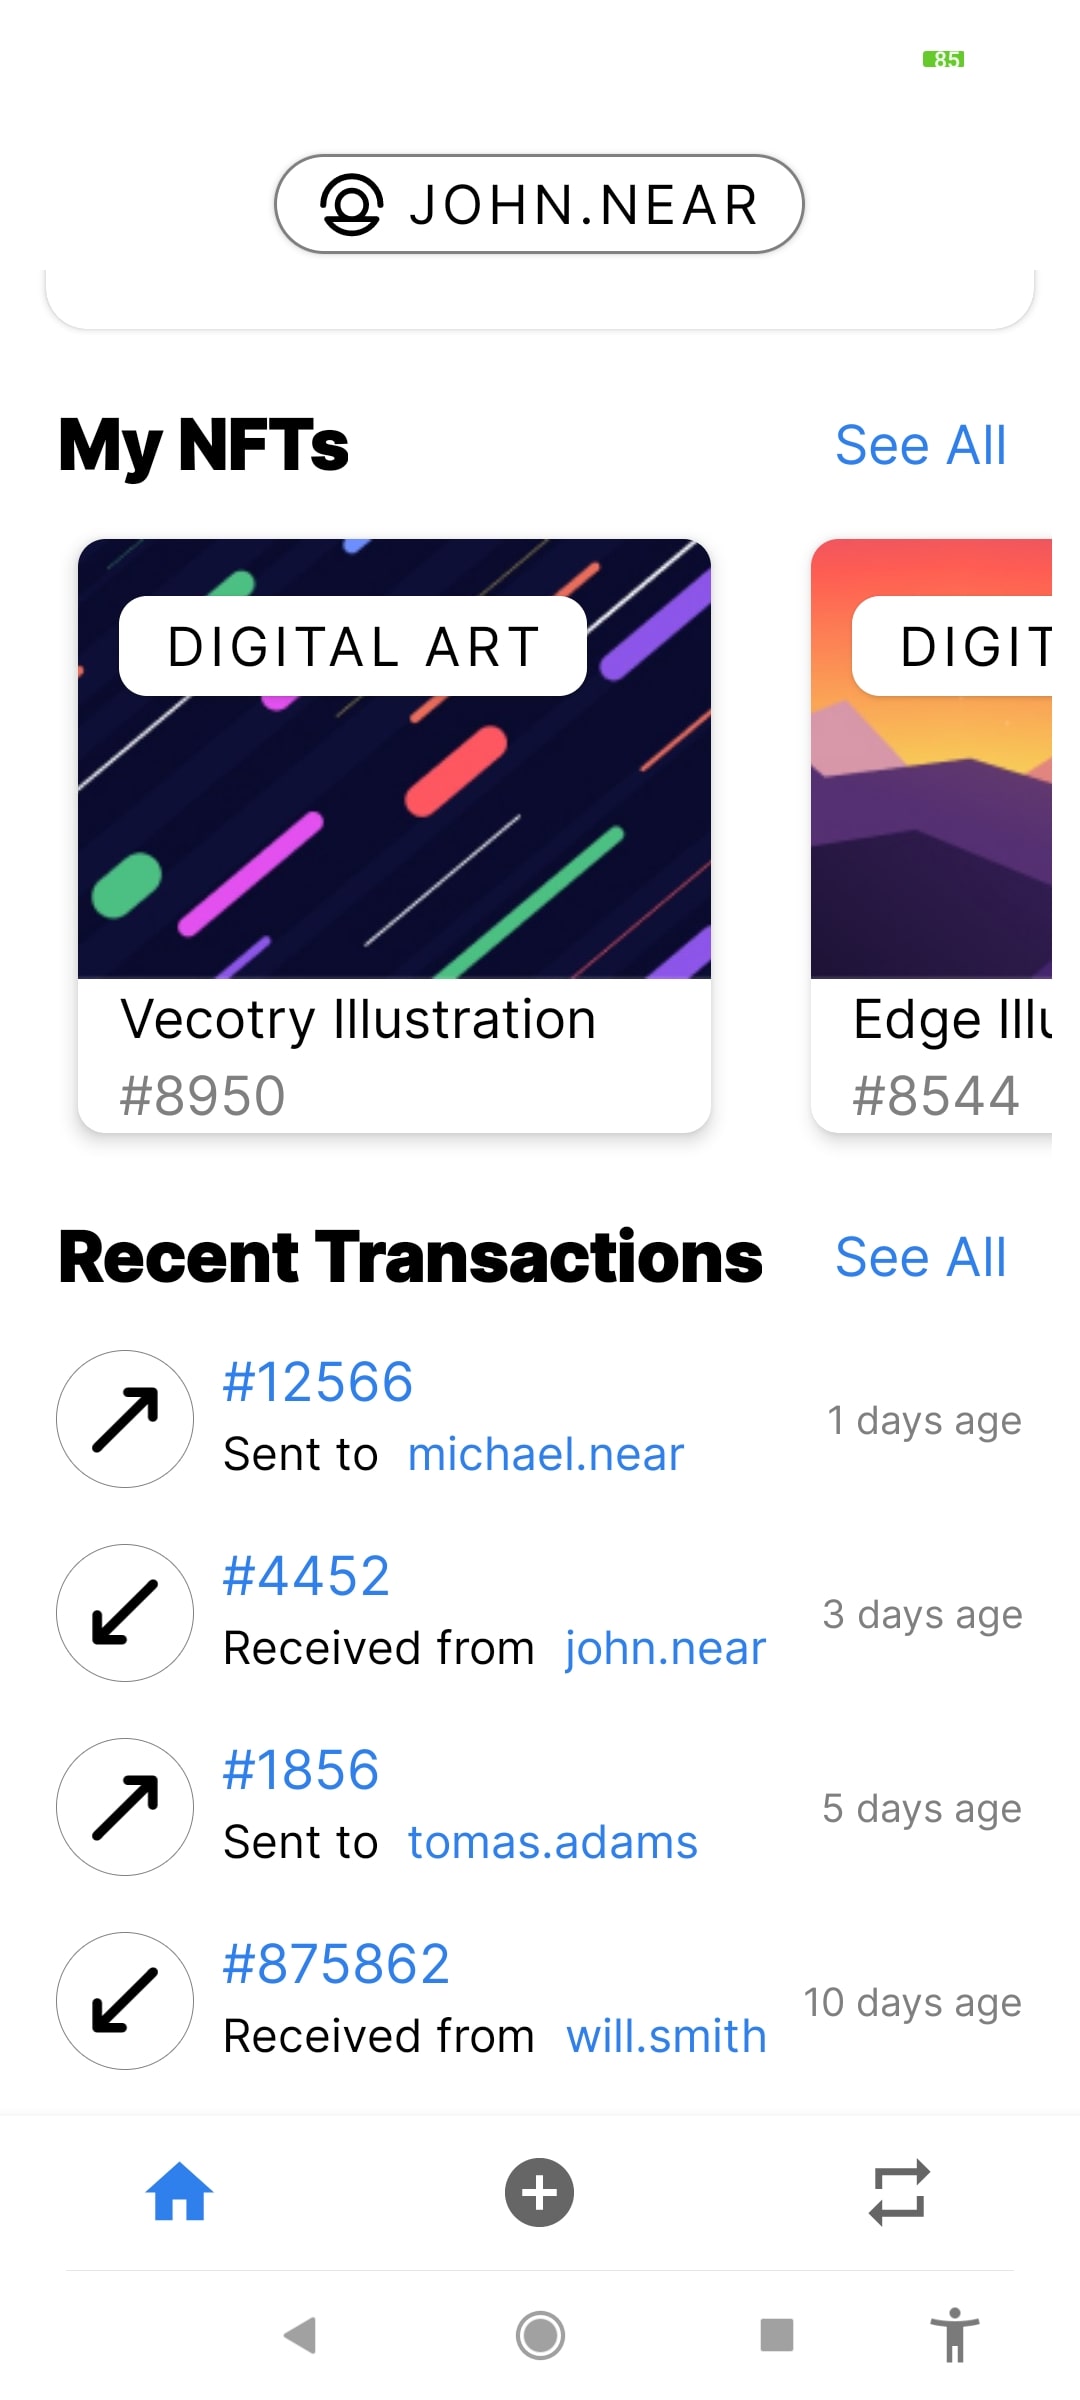 85
JOHN.NEAR
My NFTs
See All
DIGITAL ART
DIGIT
Vecotry Illustration
#8950
Edge Illu
#8544
Recent Transactions
See All
#12566
Sent to michael.near
1 days age
#4452
Received from john.near
3 days age
#1856
Sent to tomas.adams
5 days age
#875862
Received from will.smith
10 days age